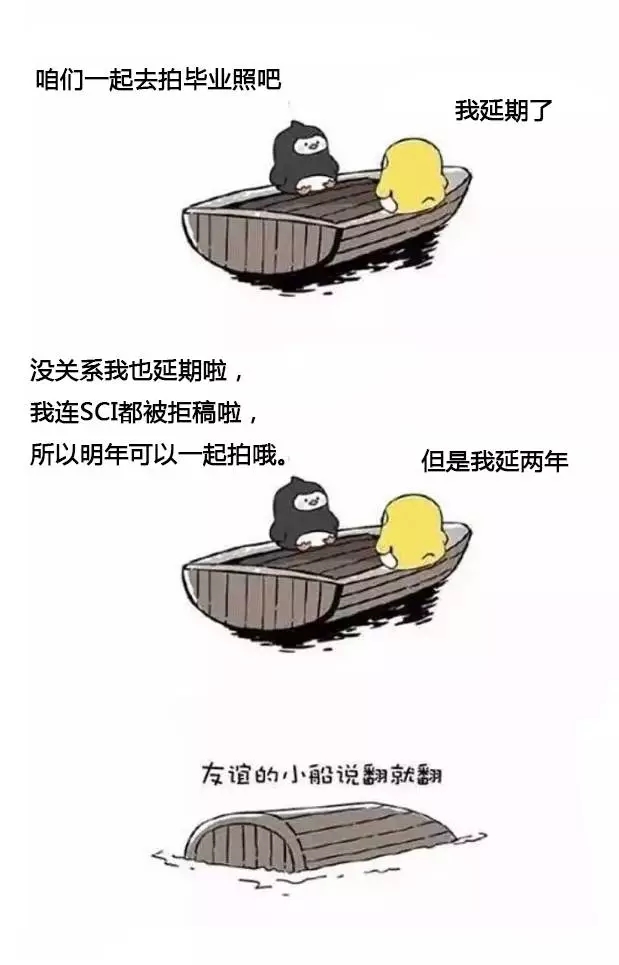 咱们一起去拍毕业照吧
我延期了
没关系我也延期啦，
我连SCI都被拒稿啦，
所以明年可以一起拍哦。
但是我延两年
友谊的小船说翻就翻